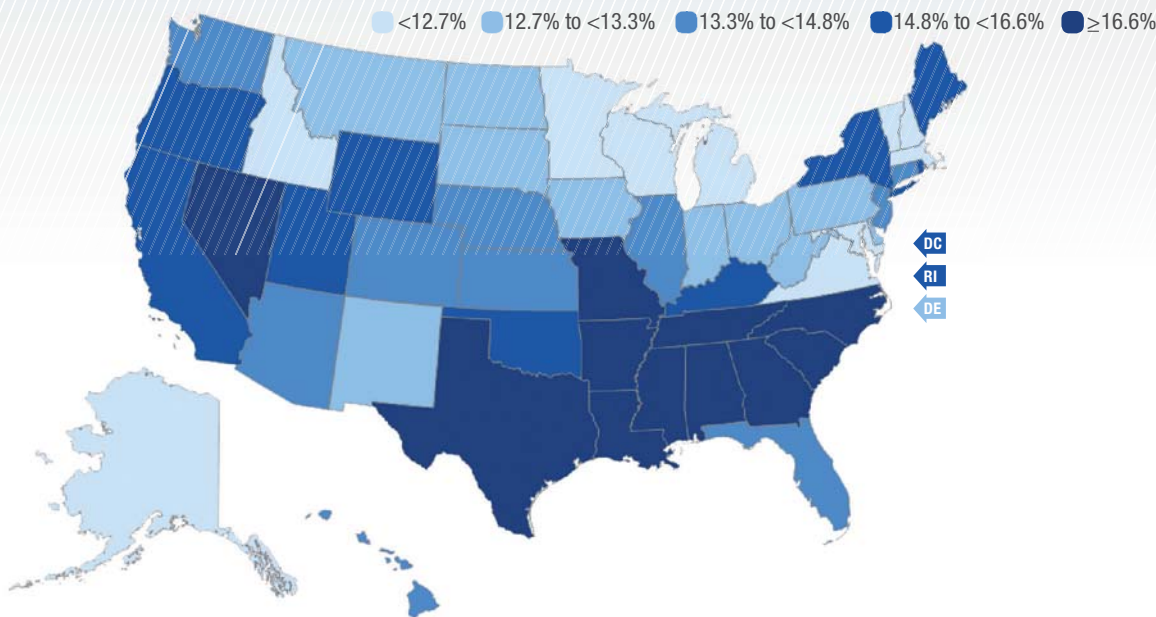 <12.7% 12.7% to <13.3% 13.3% to <14.8% 14.8% to <16.6% ≥16.6%
DC
RI
DE